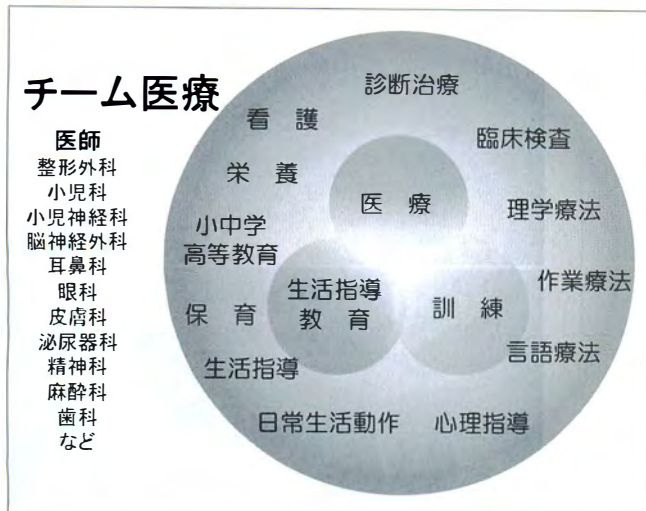 チーム医療
医師
整形外科
小児科
小児神経科
脳神経外科
耳鼻科
眼科
皮膚科
泌尿器科
精神科
麻酔科
歯科
など
診断治療
看 護
臨床検査
栄 養
医 療
理学療法
小中学
高等教育
作業療法
生活指導
教 育
訓 練
保 育
言語療法
生活指導
日常生活動作
心理指導